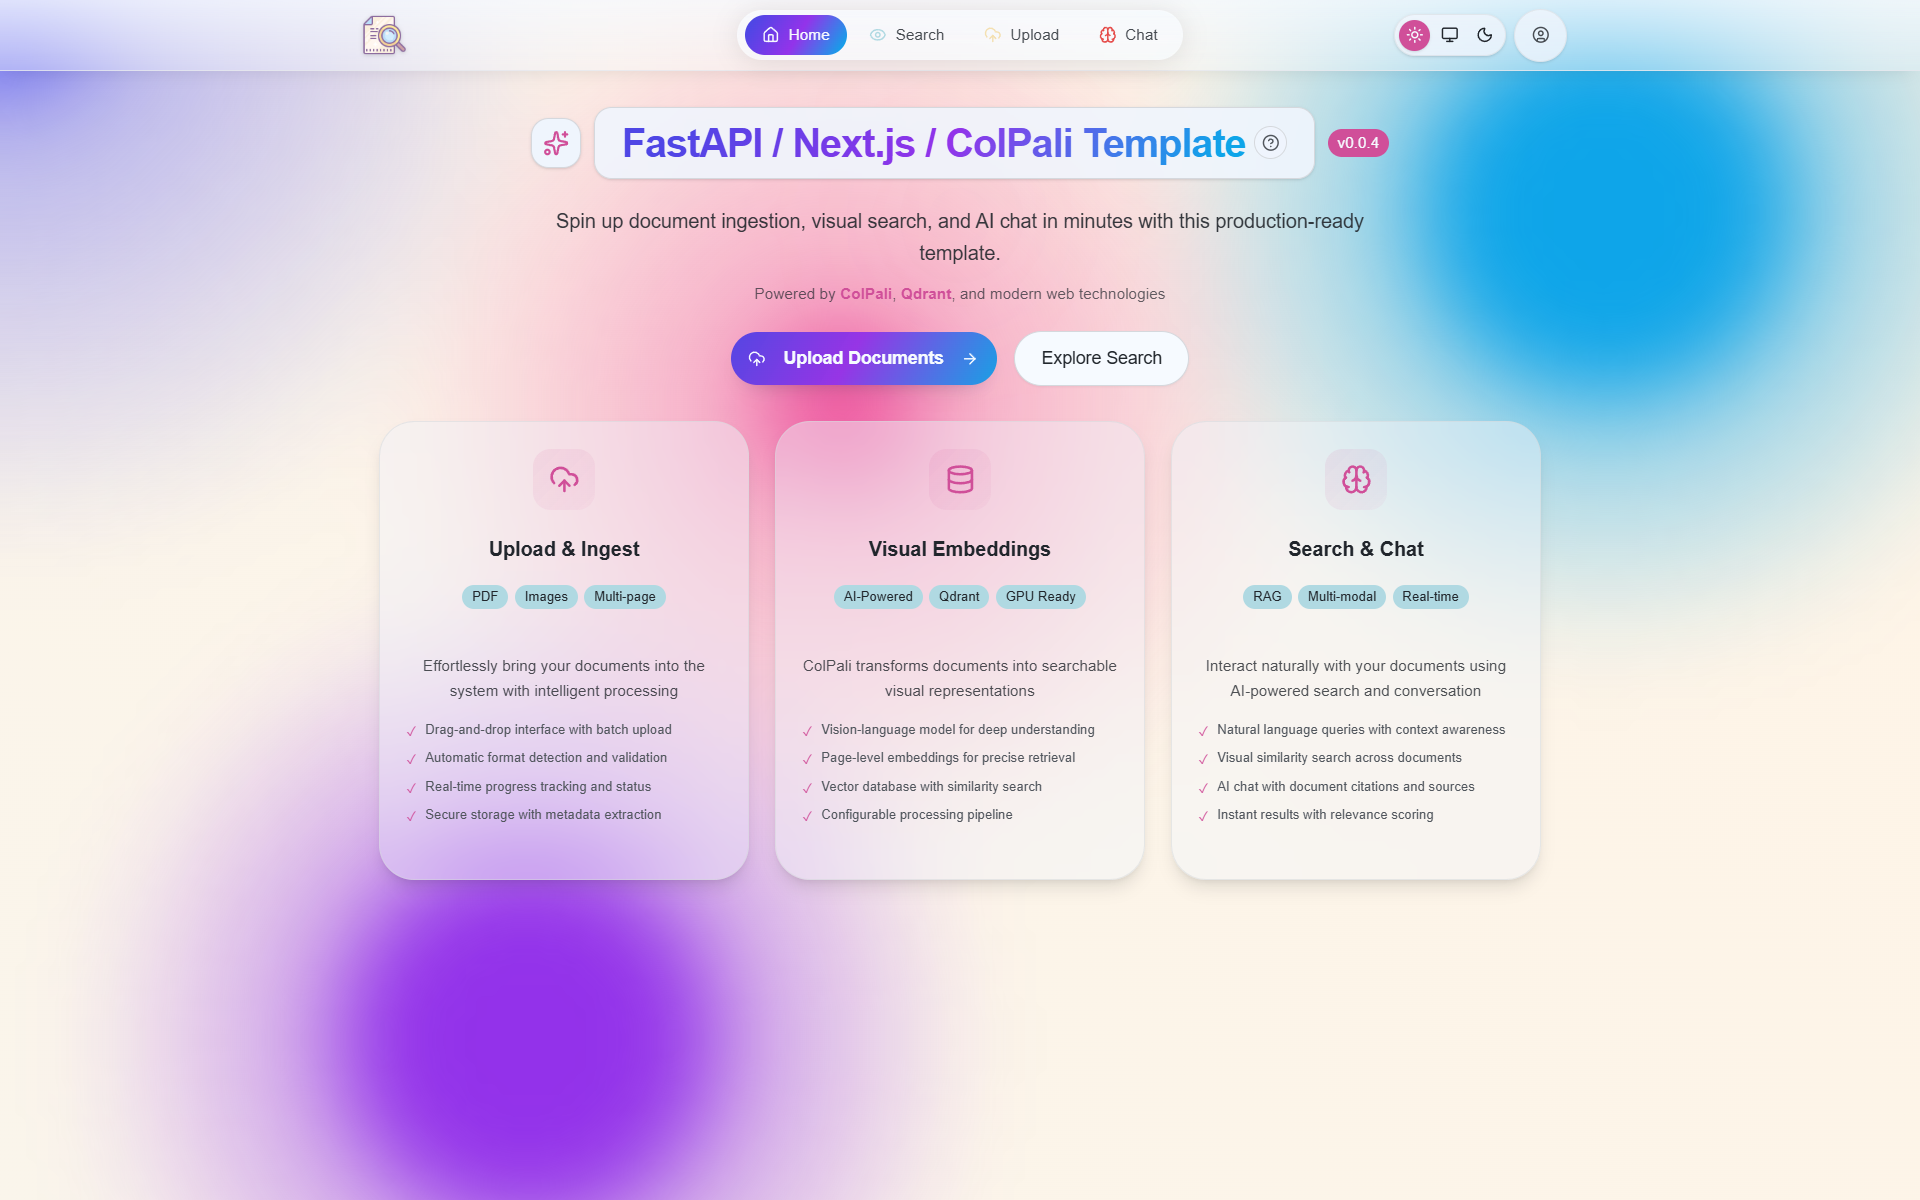 Home
Search
Upload
Chat
FastAPI / Next.js / ColPali Template
v0.0.4
Spin up document ingestion, visual search, and AI chat in minutes with this production-ready
template.
Powered by ColPali, Qdrant, and modern web technologies
Upload Documents
Explore Search
Upload & Ingest
PDF
Images
Multi-page
Effortlessly bring your documents into the
system with intelligent processing
Drag-and-drop interface with batch upload
Automatic format detection and validation
Real-time progress tracking and status
Secure storage with metadata extraction
Visual Embeddings
AI-Powered
Qdrant
GPU Ready
ColPali transforms documents into searchable
visual representations
Vision-language model for deep understanding
Page-level embeddings for precise retrieval
Vector database with similarity search
Configurable processing pipeline
Search & Chat
RAG
Multi-modal
Real-time
Interact naturally with your documents using
AI-powered search and conversation
Natural language queries with context awareness
Visual similarity search across documents
AI chat with document citations and sources
Instant results with relevance scoring